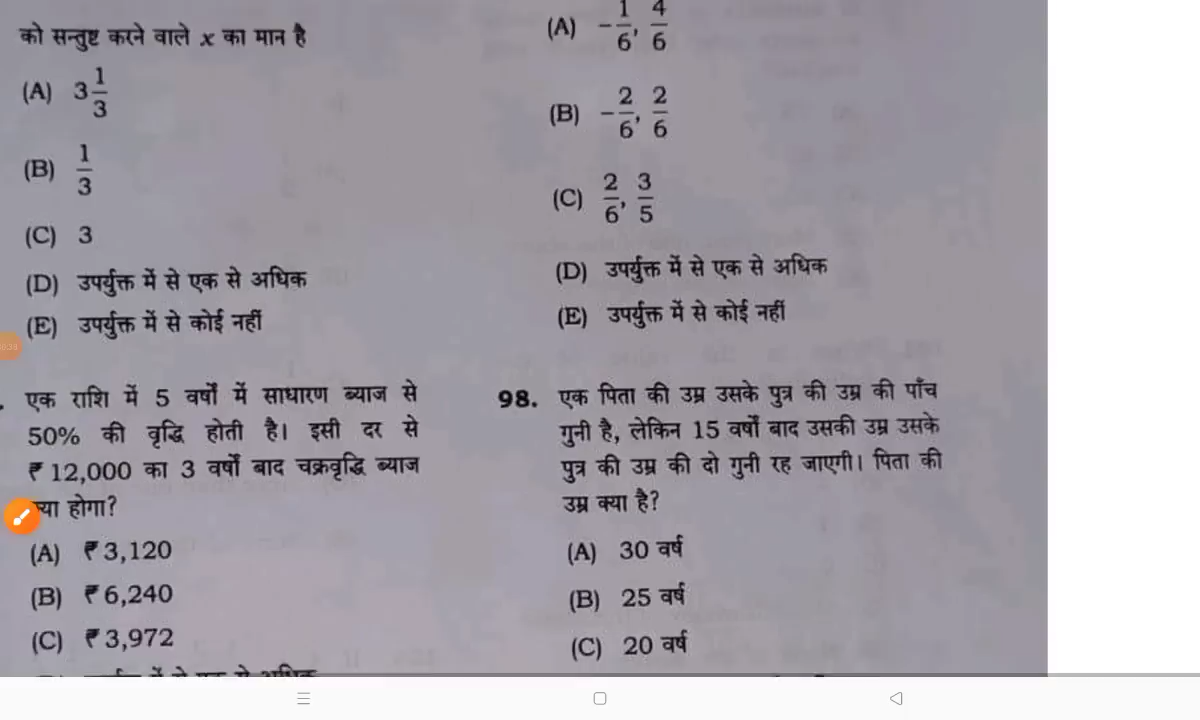 को सन्तुष्ट करने वाले x का मान है
(A) 3 1/3
(B) 1/3
(C) 3
(D) उपर्युक्त में से एक से अधिक
(E) उपर्युक्त में से कोई नहीं
एक राशि में 5 वर्षों में साधारण ब्याज से
50% की वृद्धि होती है। इसी दर से
₹ 12,000 का 3 वर्षों बाद चक्रवृद्धि ब्याज
होगा?
(A) ₹ 3,120
(B) ₹ 6,240
(C) ₹ 3,972
(A) -1/6, 4/6
(B) -2/6, 2/6
(C) 2/6, 3/5
(D) उपर्युक्त में से एक से अधिक
(E) उपर्युक्त में से कोई नहीं
98. एक पिता की उम्र उसके पुत्र की उम्र की पाँच
गुनी है, लेकिन 15 वर्षों बाद उसकी उम्र उसके
पुत्र की उम्र की दो गुनी रह जाएगी। पिता की
उम्र क्या है?
(A) 30 वर्ष
(B) 25 वर्ष
(C) 20 वर्ष